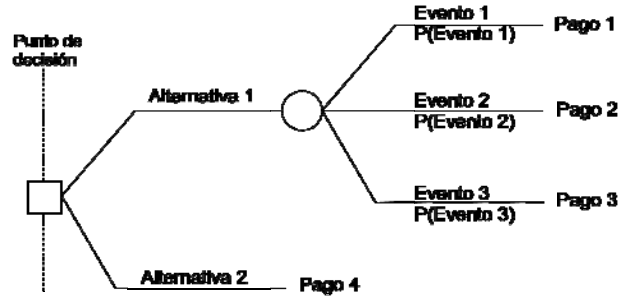 Punto de
decisión
Alternativa 1
Evento 1
P(Evento 1)
Pago 1
Evento 2
P(Evento 2)
Pago 2
Evento 3
P(Evento 3)
Pago 3
Alternativa 2
Pago 4